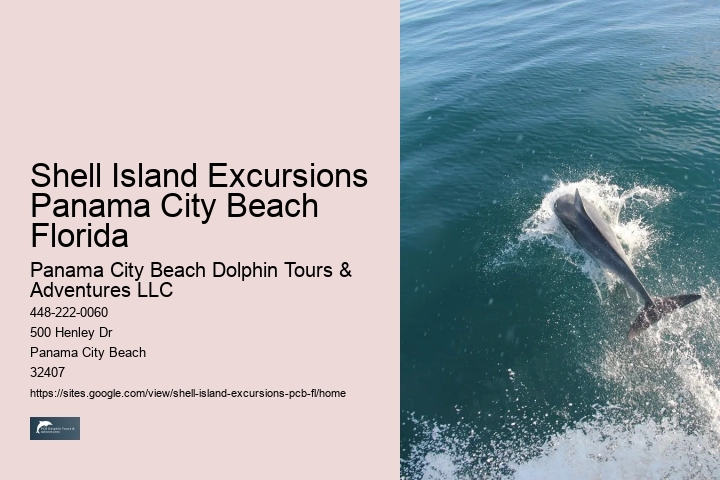 Shell Island Excursions
Panama City Beach
Florida
Panama City Beach Dolphin Tours &
Adventures LLC
448-222-0060
500 Henley Dr
Panama City Beach
32407
https://sites.google.com/view/shell-island-excursions-pcb-fl/home